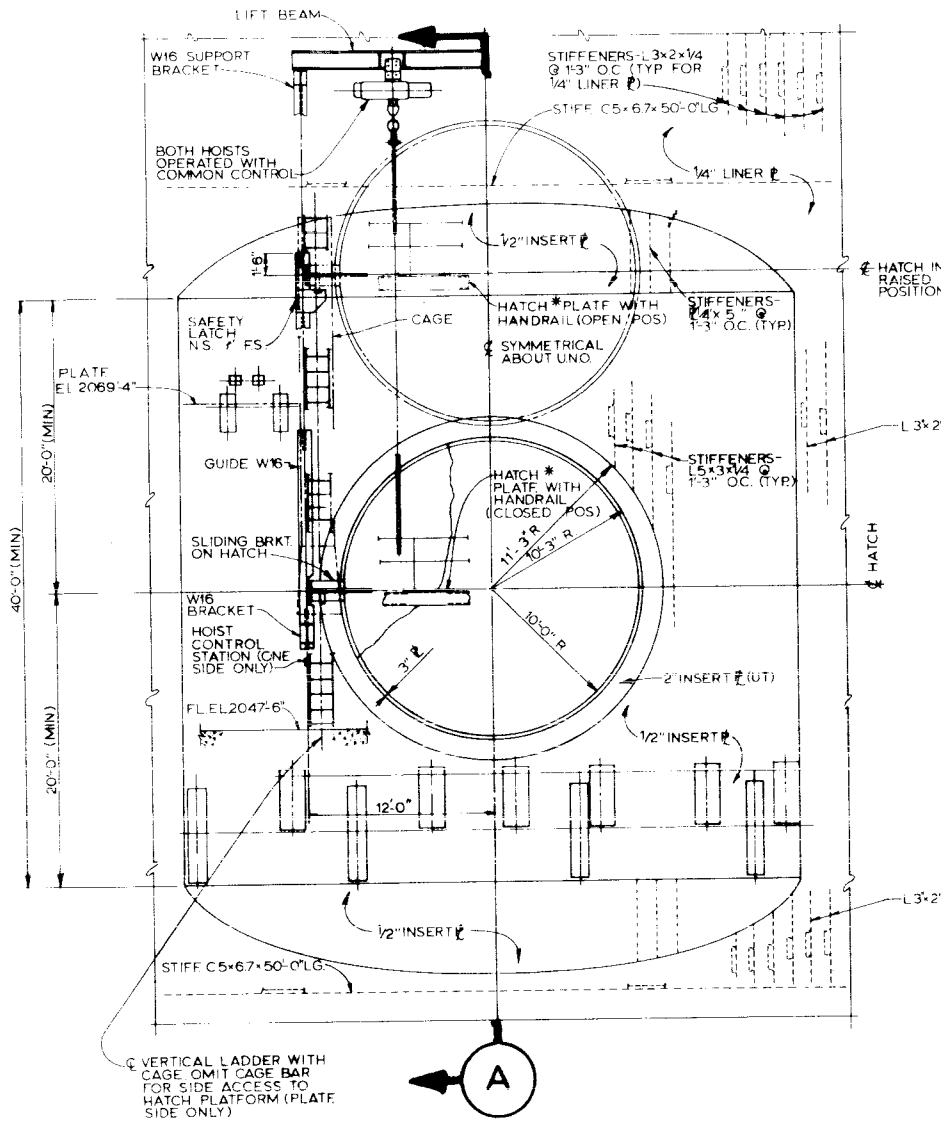 LIFT BEAM
W16 SUPPORT
BRACKET
STIFFENERS-L 3×2×1/4
@ 1'-3" O.C. (TYP. FOR
1/4" LINER ℄)
STIFF. C5×6.7×50'-0" LG.
BOTH HOISTS
OPERATED WITH
COMMON CONTROL
1/4" LINER ℄
1/2" INSERT ℄
1'-6"
℄ HATCH IN
RAISED
POSITION
HATCH * PLATF. WITH
HANDRAIL (OPEN POS)
STIFFENERS-
1/4 × 5" @
1'-3" O.C. (TYP.)
SAFETY
LATCH
N.S. & F.S.
CAGE
℄ SYMMETRICAL
ABOUT U.N.O.
PLATF.
EL 2069'-4"
20'-0" (MIN)
L 3"×2"
GUIDE W16
STIFFENERS-
L5×3×1/4 @
1'-3" O.C. (TYP.)
HATCH *
PLATF. WITH
HANDRAIL
(CLOSED POS)
11'-3" R
10'-3" R
SLIDING BRKT.
ON HATCH
40'-0" (MIN)
℄ HATCH
W16
BRACKET
HOIST
CONTROL
STATION (ONE
SIDE ONLY)
10'-0" R
3" ℄
2" INSERT ℄ (UT)
FL. EL. 2047'-6"
1/2" INSERT ℄
20'-0" (MIN)
12'-0"
L 3"×2"
1/2" INSERT ℄
STIFF. C5×6.7×50'-0" LG.
℄ VERTICAL LADDER WITH
CAGE OMIT CAGE BAR
FOR SIDE ACCESS TO
HATCH PLATFORM (PLATF.
SIDE ONLY)
A